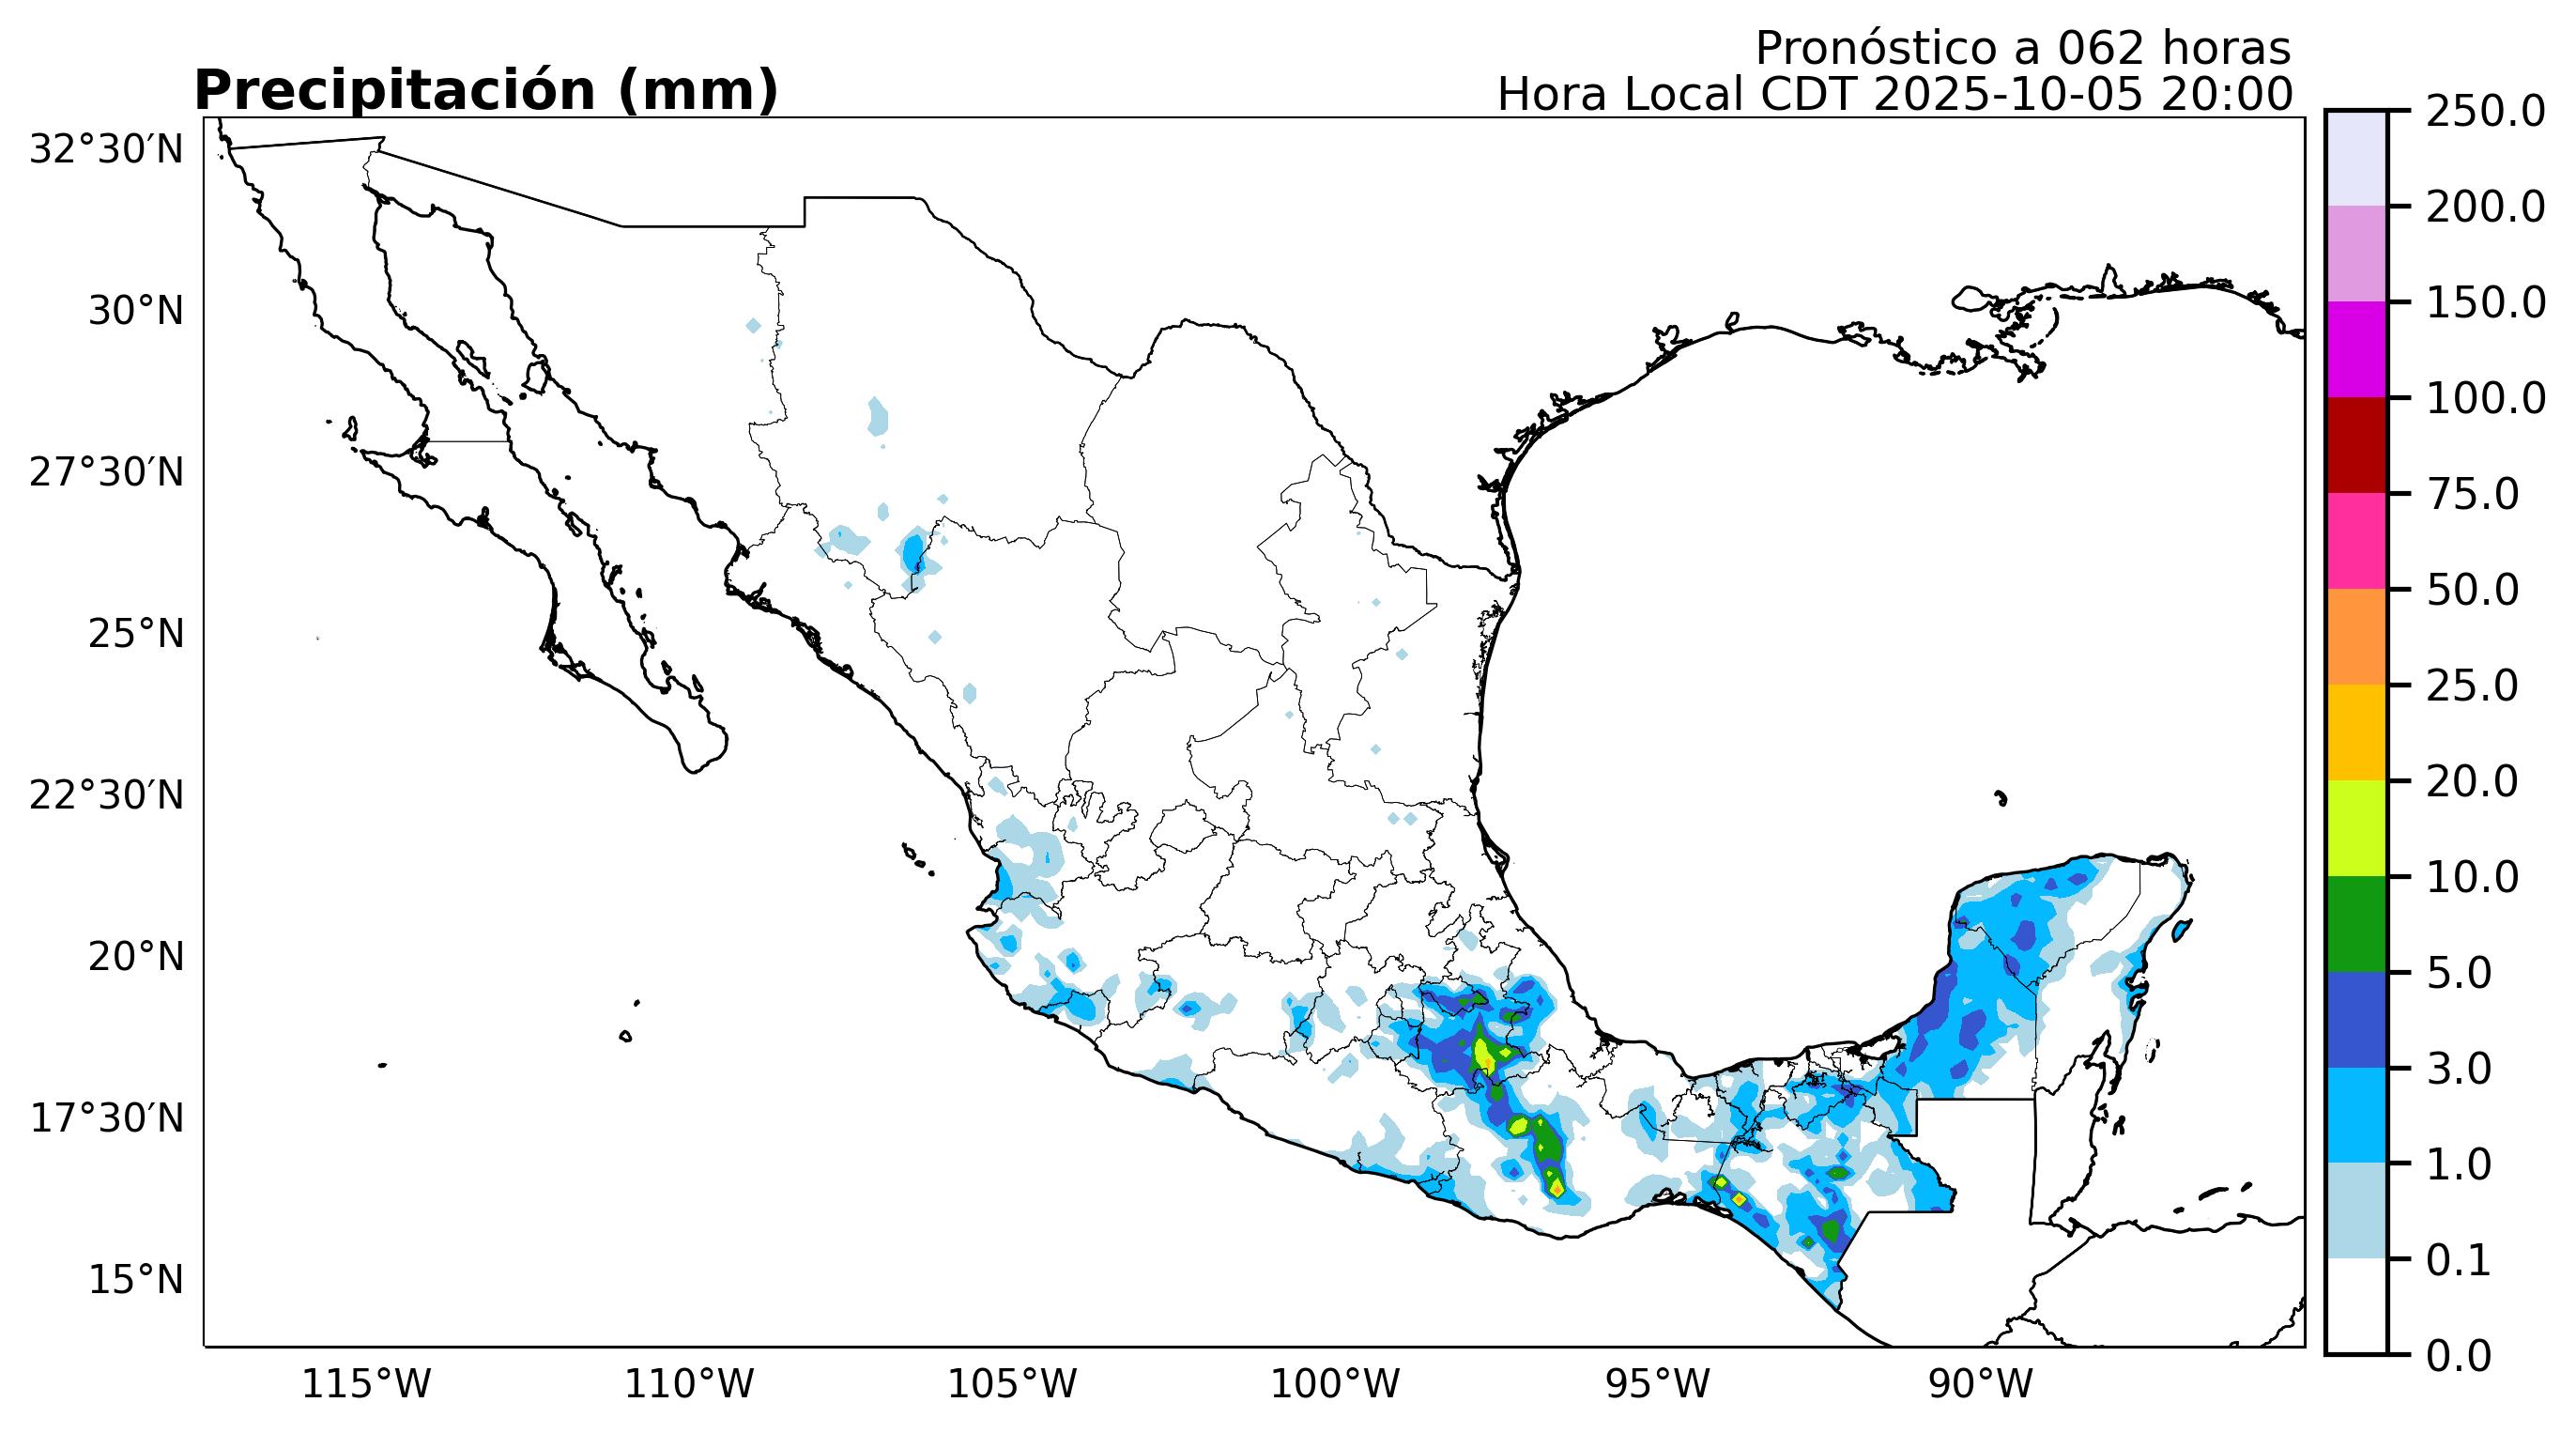 Pronóstico a 062 horas
Precipitación (mm)
Hora Local CDT 2025-10-05 20:00
32°30′N
30°N
27°30′N
25°N
22°30′N
20°N
17°30′N
15°N
115°W
110°W
105°W
100°W
95°W
90°W
250.0
200.0
150.0
100.0
75.0
50.0
25.0
20.0
10.0
5.0
3.0
1.0
0.1
0.0